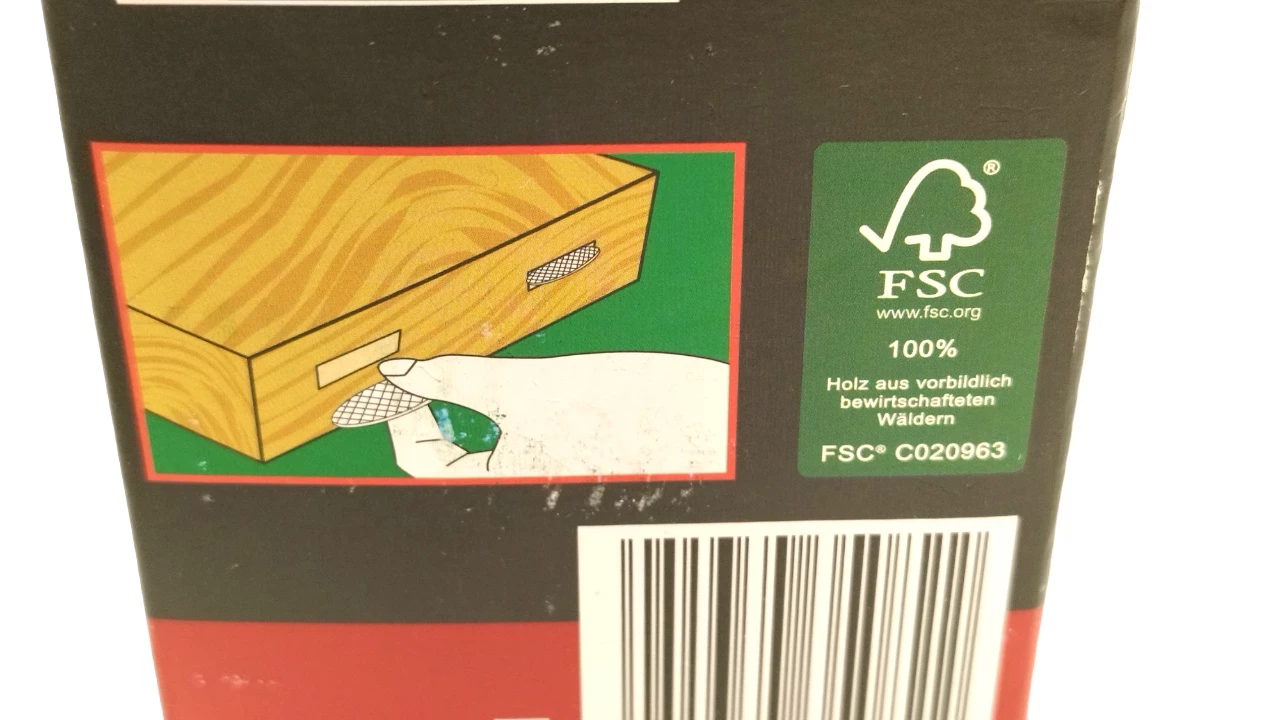 ®
FSC
www.fsc.org
100%
Holz aus vorbildlich
bewirtschafteten
Wäldern
FSC® C020963